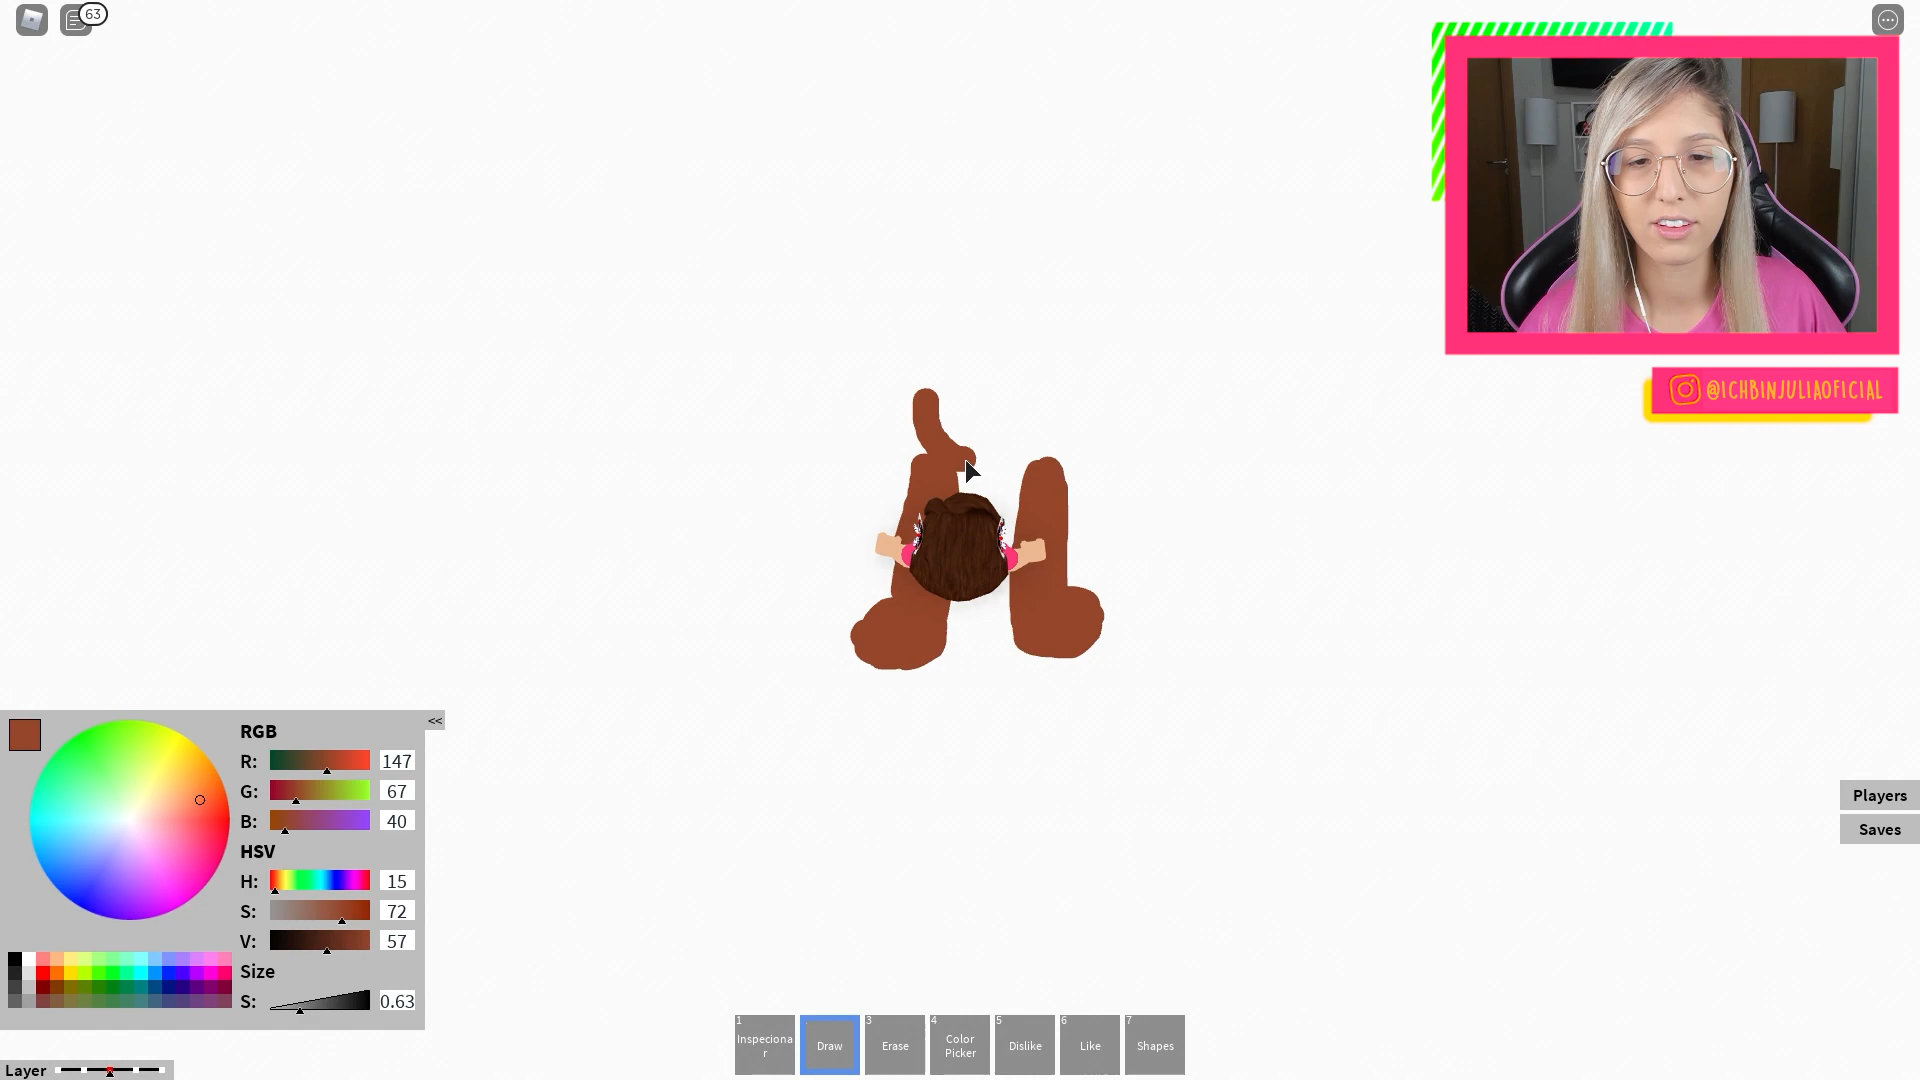 63
@ICHBINJULIAOFICIAL
<<
RGB
R: 147
G: 67
B: 40
HSV
H: 15
S: 72
V: 57
Size
S: 0.63
Players
Saves
1 Inspeciona
r
Draw
3 Erase
4 Color
Picker
5 Dislike
6 Like
7 Shapes
Layer